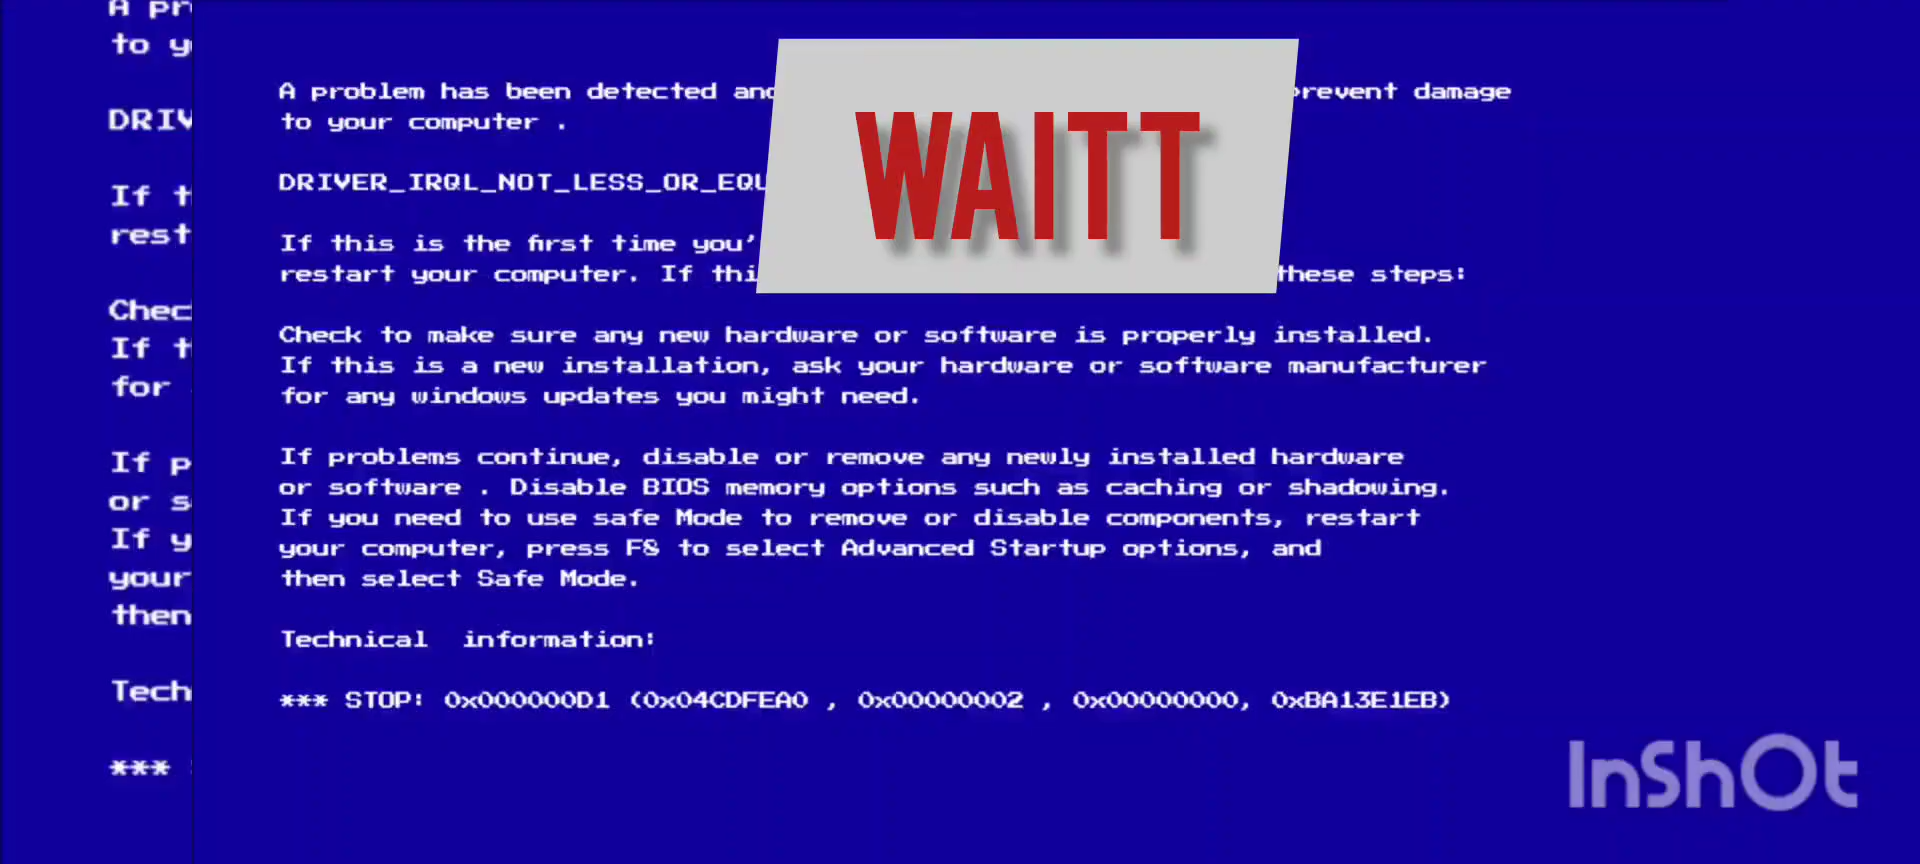 A pr
to y
DRIV
If t
rest
Chec
If t
for
If p
or s
If y
your
then
Tech
***
A problem has been detected and prevent damage
to your computer .
DRIVER_IRQL_NOT_LESS_OR_EQU
If this is the first time you'
restart your computer. If thi these steps:
Check to make sure any new hardware or software is properly installed.
If this is a new installation, ask your hardware or software manufacturer
for any windows updates you might need.
If problems continue, disable or remove any newly installed hardware
or software . Disable BIOS memory options such as caching or shadowing.
If you need to use safe Mode to remove or disable components, restart
your computer, press F8 to select Advanced Startup options, and
then select Safe Mode.
Technical information:
*** STOP: 0x000000D1 (0x04CDFEA0 , 0x00000002 , 0x00000000, 0xBA13E1EB)
WAITT
InShOt